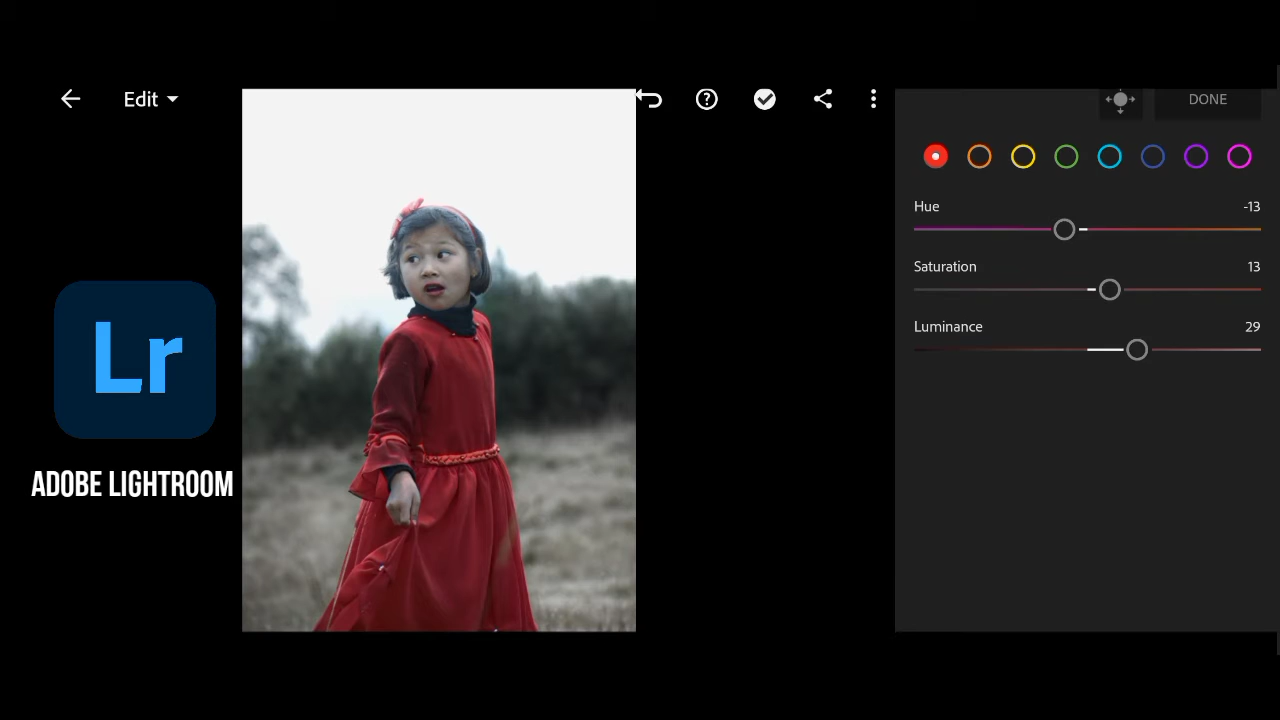 Edit
DONE
Hue -13
Saturation 13
Luminance 29
Lr
ADOBE LIGHTROOM